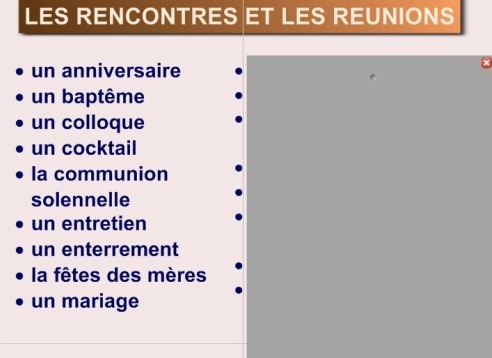 LES RENCONTRES ET LES REUNIONS
• un anniversaire
• un baptême
• un colloque
• un cocktail
• la communion
solennelle
• un entretien
• un enterrement
• la fêtes des mères
• un mariage